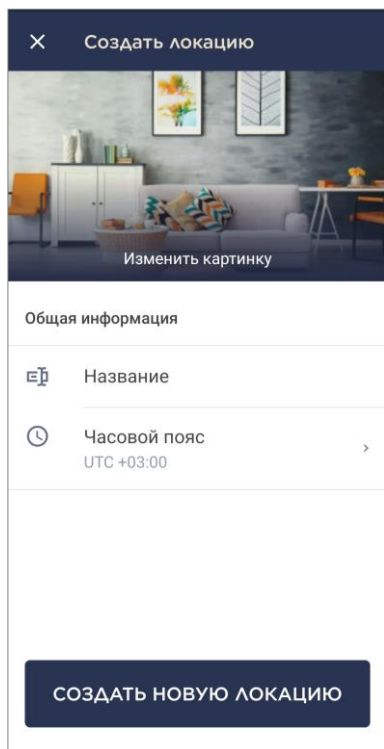 Создать локацию
Изменить картинку
Общая информация
Название
Часовой пояс
UTC +03:00
СОЗДАТЬ НОВУЮ ЛОКАЦИЮ